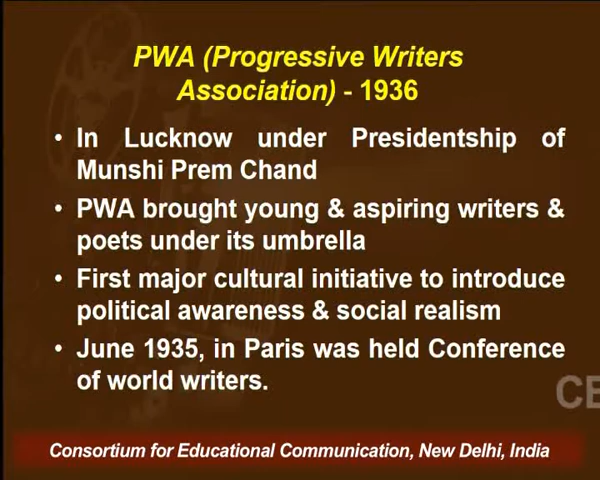 PWA (Progressive Writers
Association) - 1936
• In Lucknow under Presidentship of
Munshi Prem Chand
• PWA brought young & aspiring writers &
poets under its umbrella
• First major cultural initiative to introduce
political awareness & social realism
• June 1935, in Paris was held Conference
of world writers.
CE
Consortium for Educational Communication, New Delhi, India